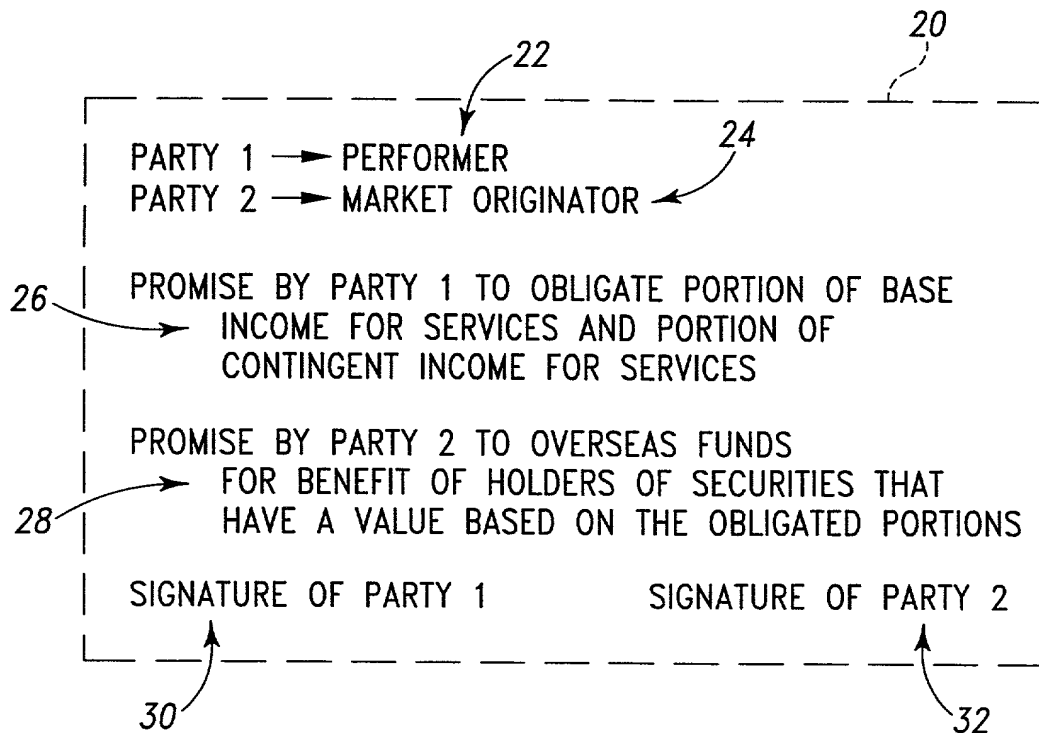 20
22
PARTY 1 → PERFORMER
24
PARTY 2 → MARKET ORIGINATOR
PROMISE BY PARTY 1 TO OBLIGATE PORTION OF BASE
26
INCOME FOR SERVICES AND PORTION OF
CONTINGENT INCOME FOR SERVICES
PROMISE BY PARTY 2 TO OVERSEAS FUNDS
FOR BENEFIT OF HOLDERS OF SECURITIES THAT
28
HAVE A VALUE BASED ON THE OBLIGATED PORTIONS
SIGNATURE OF PARTY 1 SIGNATURE OF PARTY 2
30 32